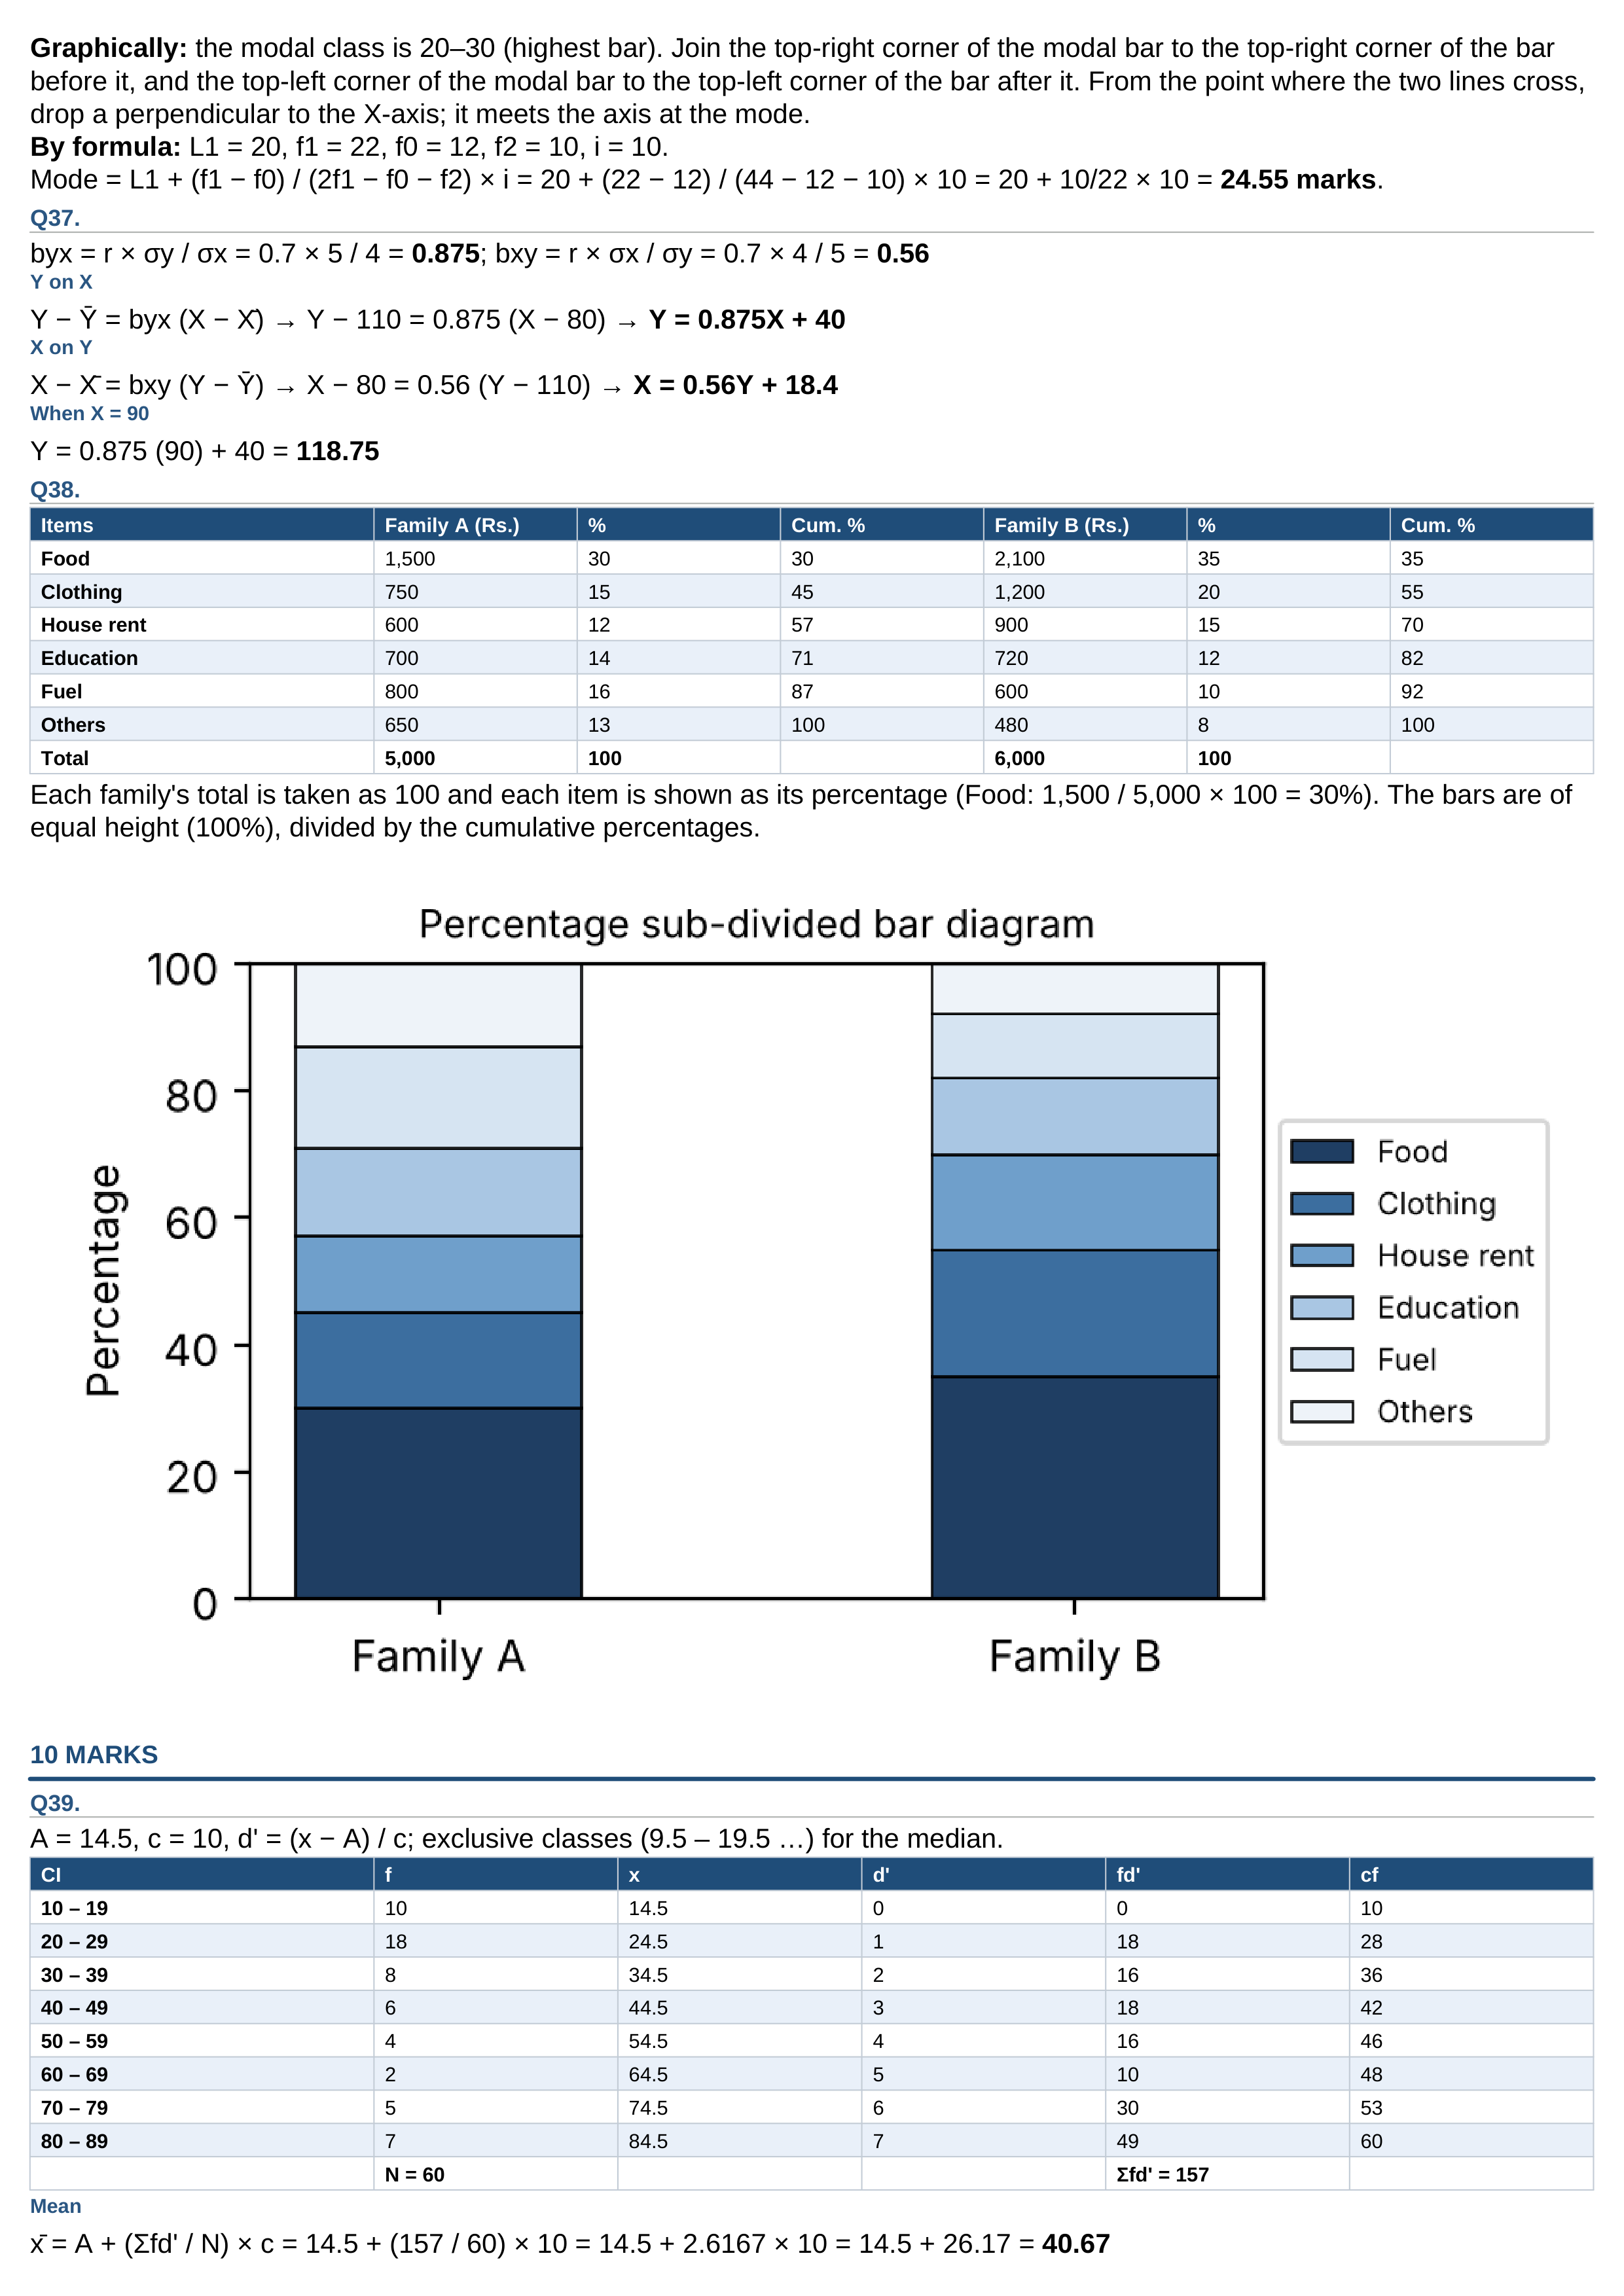 Graphically: the modal class is 20–30 (highest bar). Join the top-right corner of the modal bar to the top-right corner of the bar
before it, and the top-left corner of the modal bar to the top-left corner of the bar after it. From the point where the two lines cross,
drop a perpendicular to the X-axis; it meets the axis at the mode.
By formula: L1 = 20, f1 = 22, f0 = 12, f2 = 10, i = 10.
Mode = L1 + (f1 − f0) / (2f1 − f0 − f2) × i = 20 + (22 − 12) / (44 − 12 − 10) × 10 = 20 + 10/22 × 10 = 24.55 marks.
Q37.
byx = r × σy / σx = 0.7 × 5 / 4 = 0.875; bxy = r × σx / σy = 0.7 × 4 / 5 = 0.56
Y on X
Y − Ȳ = byx (X − X̄) → Y − 110 = 0.875 (X − 80) → Y = 0.875X + 40
X on Y
X − X̄ = bxy (Y − Ȳ) → X − 80 = 0.56 (Y − 110) → X = 0.56Y + 18.4
When X = 90
Y = 0.875 (90) + 40 = 118.75
Q38.
Items Family A (Rs.) % Cum. % Family B (Rs.) % Cum. %
Food 1,500 30 30 2,100 35 35
Clothing 750 15 45 1,200 20 55
House rent 600 12 57 900 15 70
Education 700 14 71 720 12 82
Fuel 800 16 87 600 10 92
Others 650 13 100 480 8 100
Total 5,000 100 6,000 100
Each family's total is taken as 100 and each item is shown as its percentage (Food: 1,500 / 5,000 × 100 = 30%). The bars are of
equal height (100%), divided by the cumulative percentages.
Percentage sub-divided bar diagram
100
80
60
40
20
0
Percentage
Family A Family B
Food
Clothing
House rent
Education
Fuel
Others
10 MARKS
Q39.
A = 14.5, c = 10, d' = (x − A) / c; exclusive classes (9.5 – 19.5 …) for the median.
CI f x d' fd' cf
10 – 19 10 14.5 0 0 10
20 – 29 18 24.5 1 18 28
30 – 39 8 34.5 2 16 36
40 – 49 6 44.5 3 18 42
50 – 59 4 54.5 4 16 46
60 – 69 2 64.5 5 10 48
70 – 79 5 74.5 6 30 53
80 – 89 7 84.5 7 49 60
N = 60 Σfd' = 157
Mean
x̄ = A + (Σfd' / N) × c = 14.5 + (157 / 60) × 10 = 14.5 + 2.6167 × 10 = 14.5 + 26.17 = 40.67